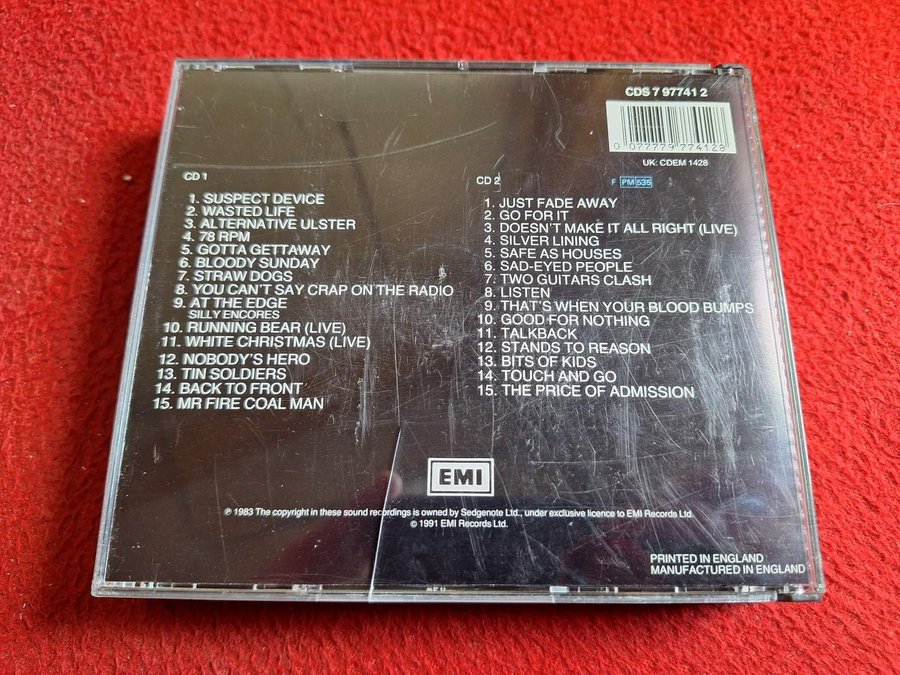 CDS 7 97741 2
0 077779 774128
UK: CDEM 1428
CD 1
1. SUSPECT DEVICE
2. WASTED LIFE
3. ALTERNATIVE ULSTER
4. 78 RPM
5. GOTTA GETTAWAY
6. BLOODY SUNDAY
7. STRAW DOGS
8. YOU CAN'T SAY CRAP ON THE RADIO
9. AT THE EDGE
SILLY ENCORES
10. RUNNING BEAR (LIVE)
11. WHITE CHRISTMAS (LIVE)
12. NOBODY'S HERO
13. TIN SOLDIERS
14. BACK TO FRONT
15. MR FIRE COAL MAN
CD 2
F PM 535
1. JUST FADE AWAY
2. GO FOR IT
3. DOESN'T MAKE IT ALL RIGHT (LIVE)
4. SILVER LINING
5. SAFE AS HOUSES
6. SAD-EYED PEOPLE
7. TWO GUITARS CLASH
8. LISTEN
9. THAT'S WHEN YOUR BLOOD BUMPS
10. GOOD FOR NOTHING
11. TALKBACK
12. STANDS TO REASON
13. BITS OF KIDS
14. TOUCH AND GO
15. THE PRICE OF ADMISSION
EMI
℗ 1983 The copyright in these sound recordings is owned by Sedgenote Ltd., under exclusive licence to EMI Records Ltd.
© 1991 EMI Records Ltd.
PRINTED IN ENGLAND
MANUFACTURED IN ENGLAND